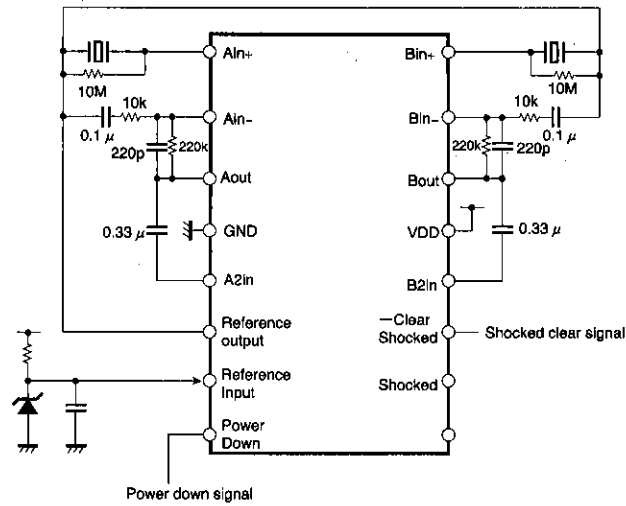 AIn+
BIn+
10M
10M
10k
10k
Ain−
BIn−
0.1 μ
0.1 μ
220p
220k
220k
220p
Aout
Bout
0.33 μ
GND
VDD
0.33 μ
A2in
B2In
Reference
output
−Clear
Shocked
Shocked clear signal
Reference
Input
Shocked
Power
Down
Power down signal